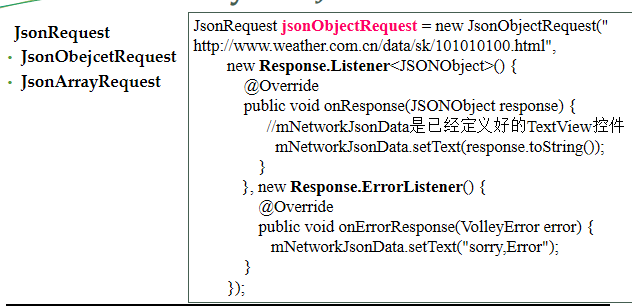 JsonRequest
• JsonObejcetRequest
• JsonArrayRequest
JsonRequest jsonObjectRequest = new JsonObjectRequest("
http://www.weather.com.cn/data/sk/101010100.html",
new Response.Listener<JSONObject>() {
@Override
public void onResponse(JSONObject response) {
//mNetworkJsonData是已经定义好的TextView控件
mNetworkJsonData.setText(response.toString());
}
}, new Response.ErrorListener() {
@Override
public void onErrorResponse(VolleyError error) {
mNetworkJsonData.setText("sorry,Error");
}
});